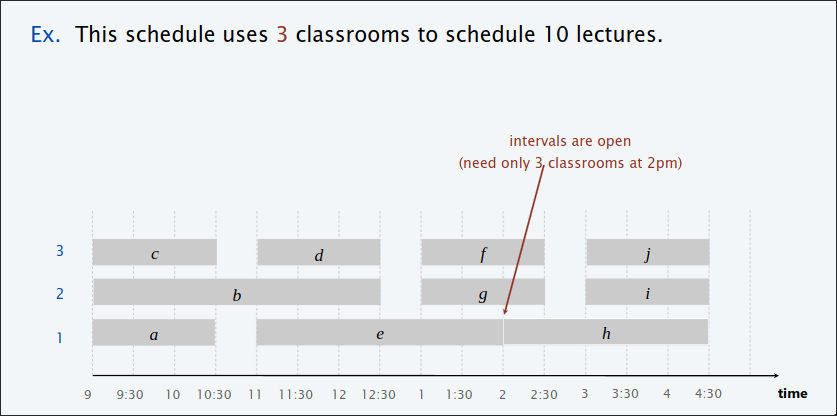 Ex. This schedule uses 3 classrooms to schedule 10 lectures.
intervals are open
(need only 3 classrooms at 2pm)
3 c d f j
2 b g i
1 a e h
9 9:30 10 10:30 11 11:30 12 12:30 1 1:30 2 2:30 3 3:30 4 4:30 time